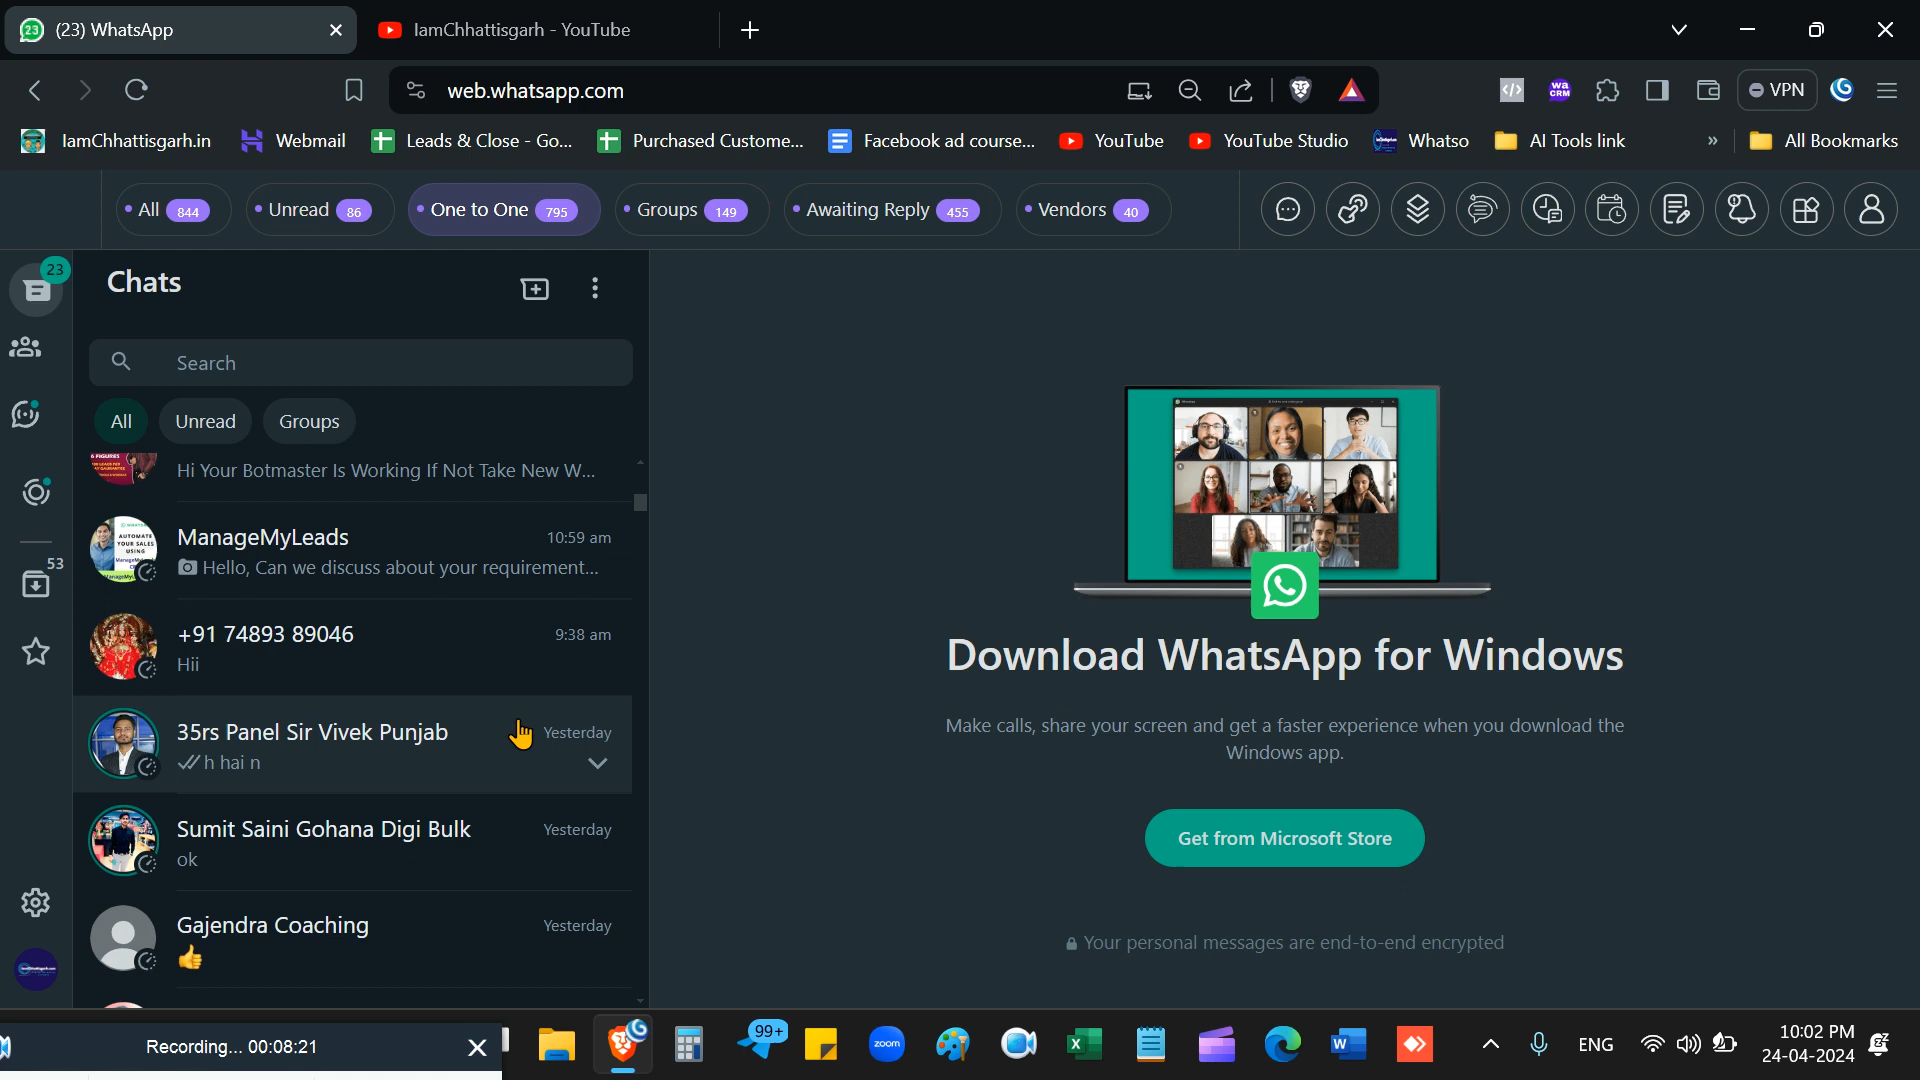 (23) WhatsApp
IamChhattisgarh - YouTube
web.whatsapp.com
VPN
IamChhattisgarh.in
Webmail
Leads & Close - Go...
Purchased Custome...
Facebook ad course...
YouTube
YouTube Studio
Whatso
AI Tools link
»
All Bookmarks
All 844
Unread 86
One to One 795
Groups 149
Awaiting Reply 455
Vendors 40
23
Chats
Search
All
Unread
Groups
Hi Your Botmaster Is Working If Not Take New W...
ManageMyLeads
10:59 am
Hello, Can we discuss about your requirement...
+91 74893 89046
9:38 am
Hii
35rs Panel Sir Vivek Punjab
Yesterday
h hai n
Sumit Saini Gohana Digi Bulk
Yesterday
ok
Gajendra Coaching
Yesterday
👍
53
Download WhatsApp for Windows
Make calls, share your screen and get a faster experience when you download the
Windows app.
Get from Microsoft Store
Your personal messages are end-to-end encrypted
Recording... 00:08:21
99+
zoom
ENG
10:02 PM
24-04-2024